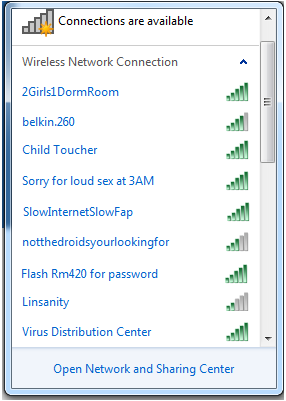 Connections are available
Wireless Network Connection
2Girls1DormRoom
belkin.260
Child Toucher
Sorry for loud sex at 3AM
SlowInternetSlowFap
notthedroidsyourlookingfor
Flash Rm420 for password
Linsanity
Virus Distribution Center
Open Network and Sharing Center